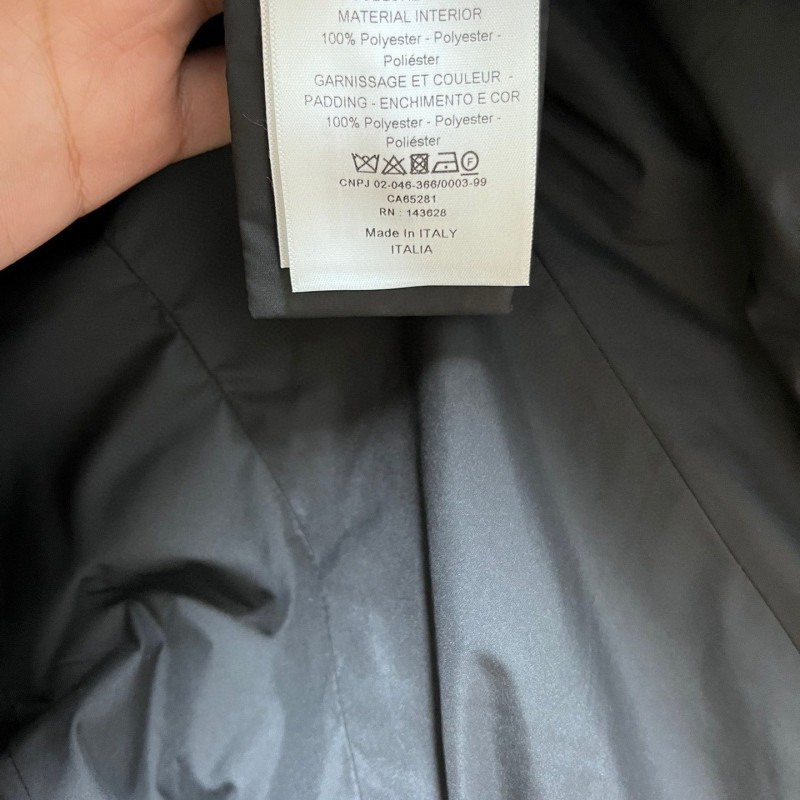 MATERIAL INTERIOR
100% Polyester - Polyester -
Poliéster
GARNISSAGE ET COULEUR -
PADDING - ENCHIMENTO E COR
100% Polyester - Polyester -
Poliéster
F
CNPJ 02-046-366/0003-99
CA65281
RN : 143628
Made In ITALY
ITALIA